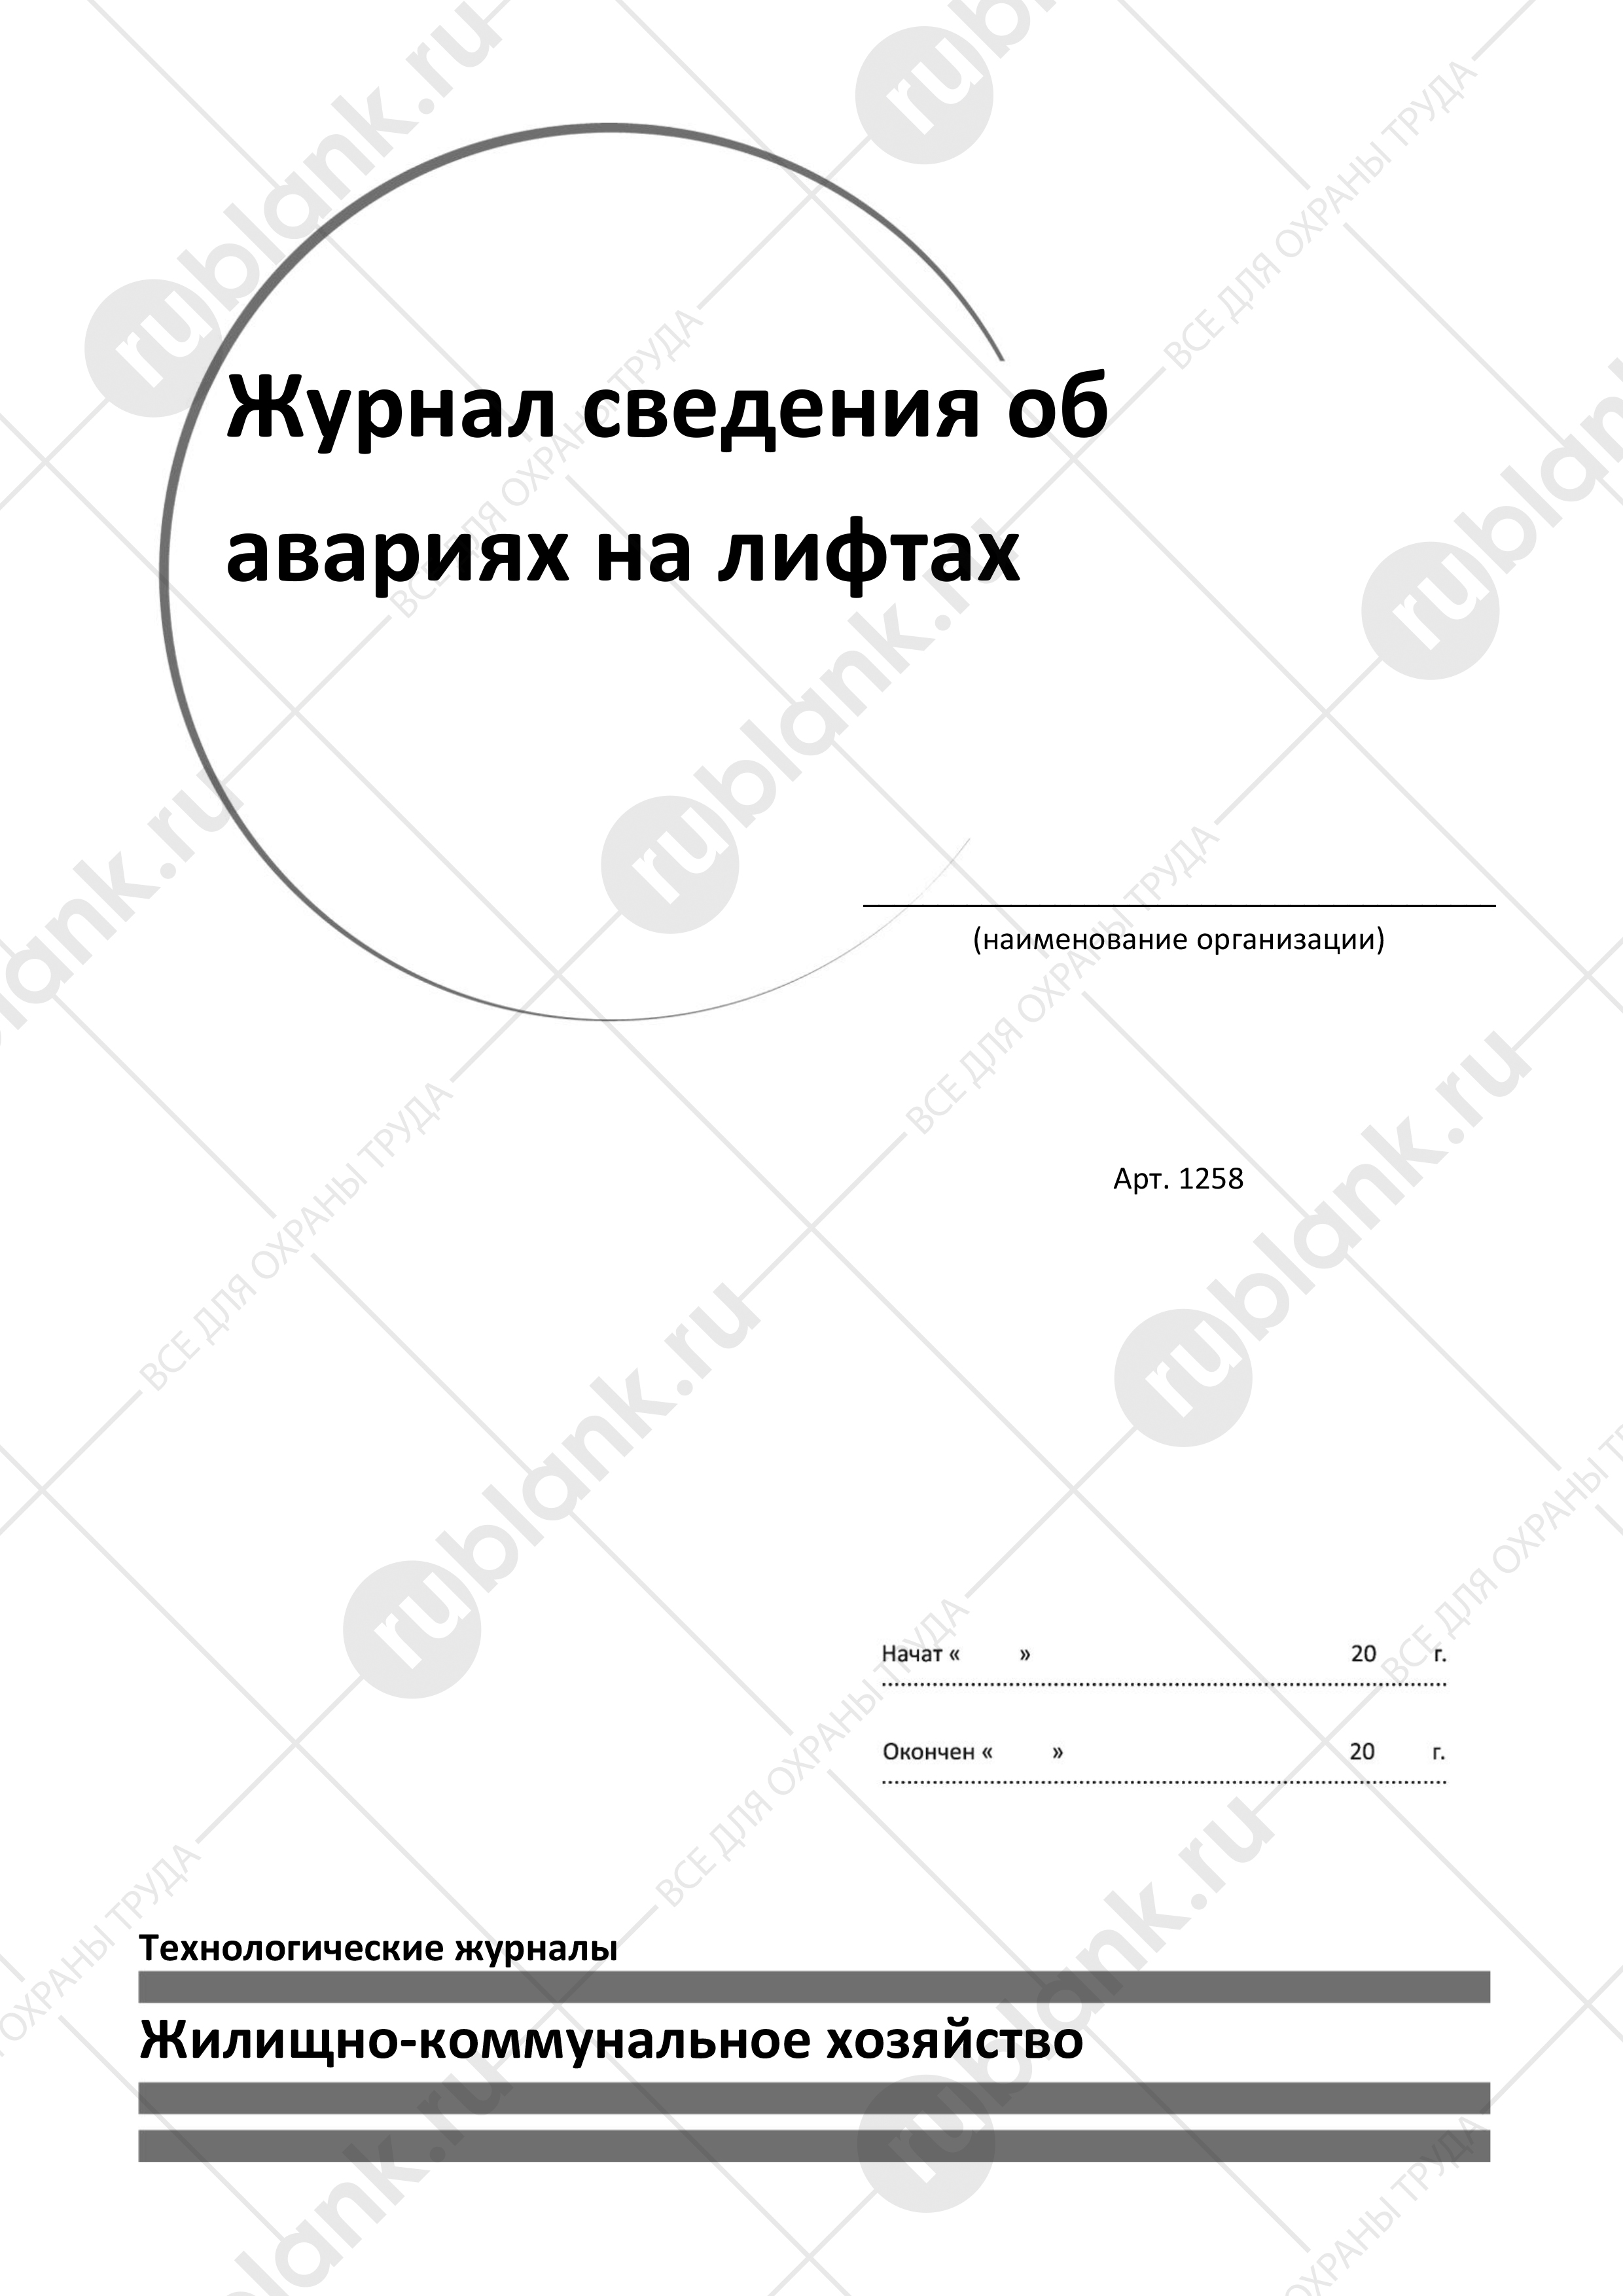 Журнал сведения об
авариях на лифтах
(наименование организации)
Арт. 1258
Начат « » 20 г.
Окончен « » 20 г.
Технологические журналы
Жилищно-коммунальное хозяйство
rublank.ru
ВСЕ ДЛЯ ОХРАНЫ ТРУДА